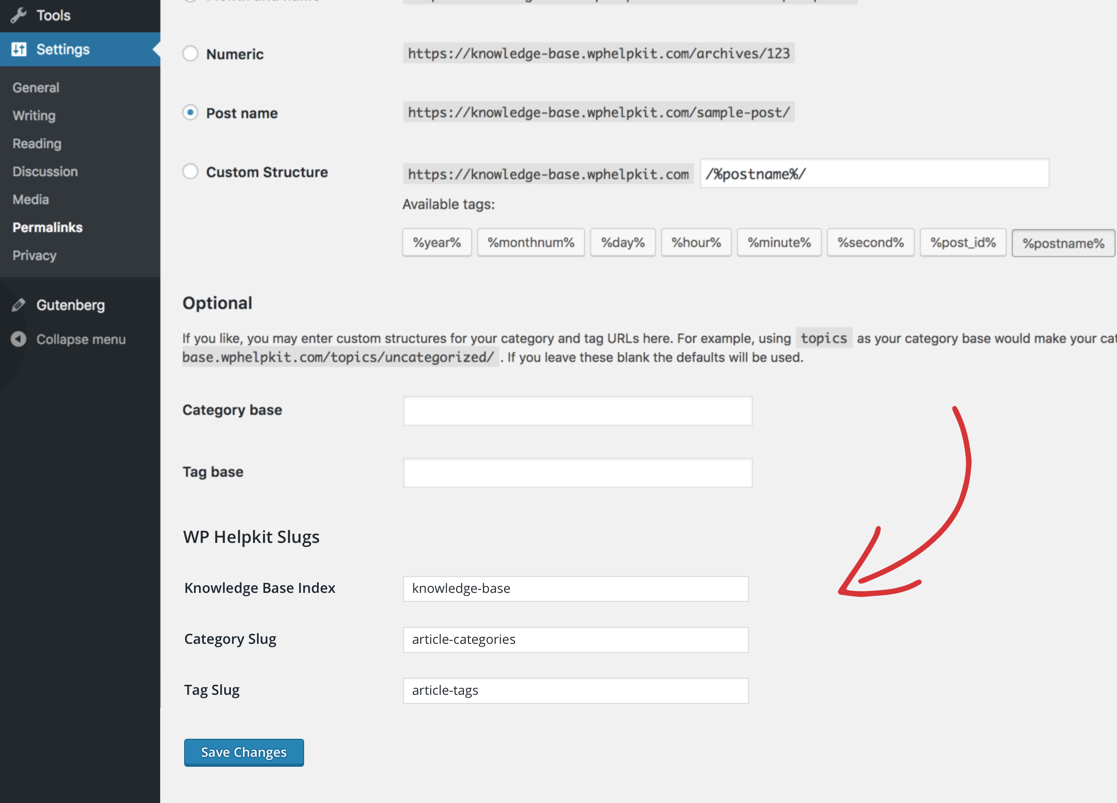 Tools
Settings
General
Writing
Reading
Discussion
Media
Permalinks
Privacy
Gutenberg
Collapse menu
Numeric https://knowledge-base.wphelpkit.com/archives/123
Post name https://knowledge-base.wphelpkit.com/sample-post/
Custom Structure https://knowledge-base.wphelpkit.com /%postname%/
Available tags:
%year% %monthnum% %day% %hour% %minute% %second% %post_id% %postname%
Optional
If you like, you may enter custom structures for your category and tag URLs here. For example, using topics as your category base would make your cat
base.wphelpkit.com/topics/uncategorized/ . If you leave these blank the defaults will be used.
Category base
Tag base
WP Helpkit Slugs
Knowledge Base Index knowledge-base
Category Slug article-categories
Tag Slug article-tags
Save Changes